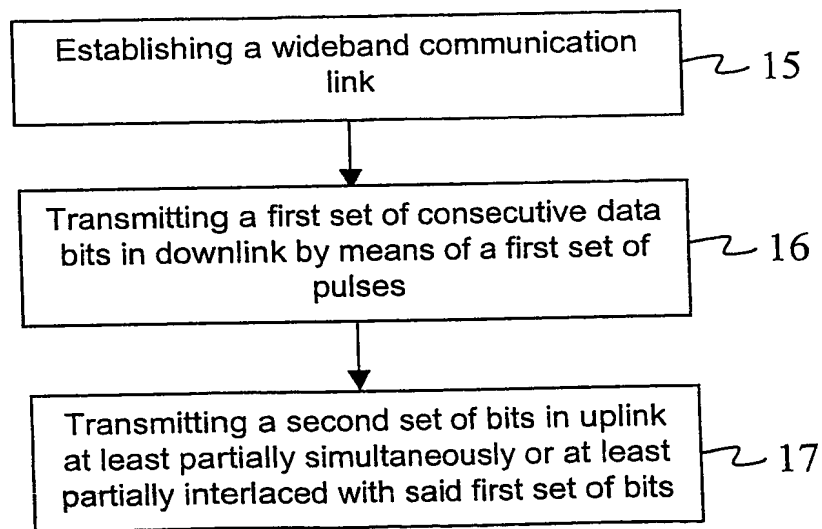 Establishing a wideband communication
link
15
Transmitting a first set of consecutive data
bits in downlink by means of a first set of
pulses
16
Transmitting a second set of bits in uplink
at least partially simultaneously or at least
partially interlaced with said first set of bits
17